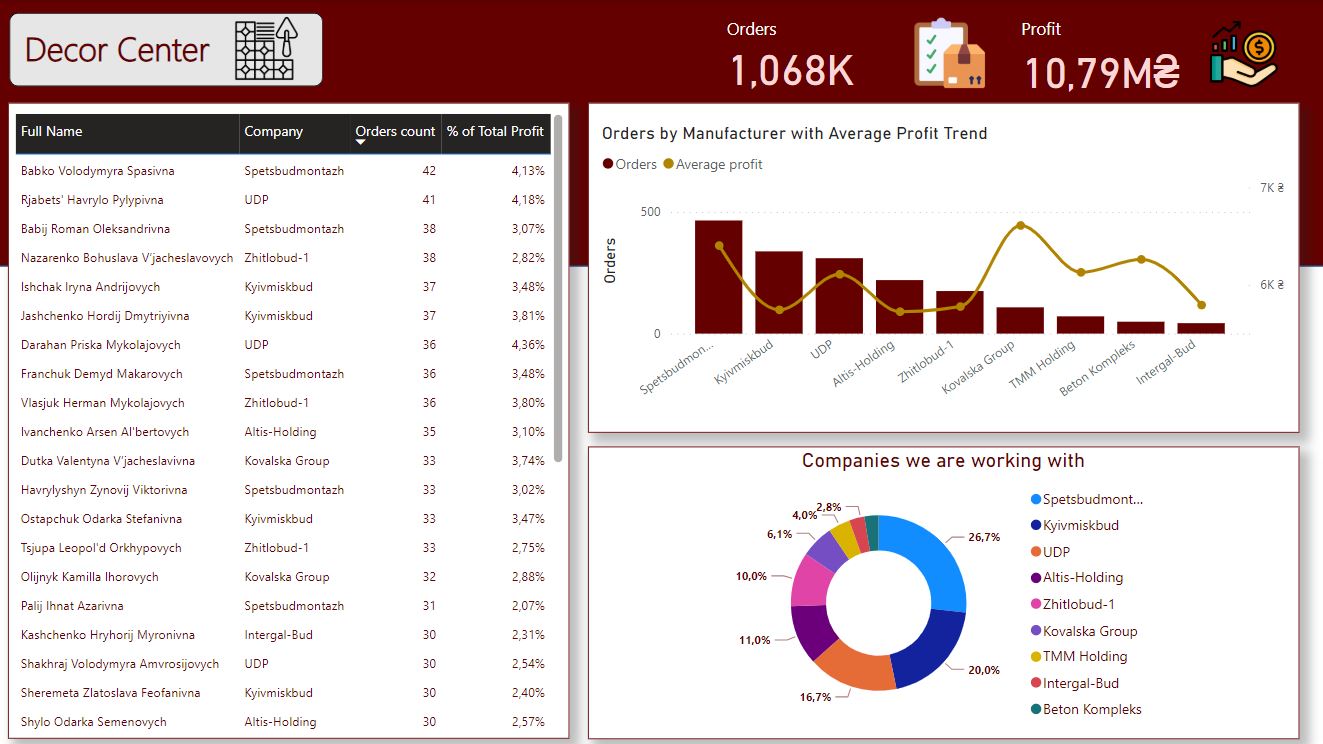 Decor Center
Orders
1,068K
Profit
10,79M₴
Full Name Company Orders count % of Total Profit
Babko Volodymyra Spasivna Spetsbudmontazh 42 4,13%
Rjabets' Havrylo Pylypivna UDP 41 4,18%
Babij Roman Oleksandrivna Spetsbudmontazh 38 3,07%
Nazarenko Bohuslava V'jacheslavovych Zhitlobud-1 38 2,82%
Ishchak Iryna Andrijovych Kyivmiskbud 37 3,48%
Jashchenko Hordij Dmytriyivna Kyivmiskbud 37 3,81%
Darahan Priska Mykolajovych UDP 36 4,36%
Franchuk Demyd Makarovych Spetsbudmontazh 36 3,48%
Vlasjuk Herman Mykolajovych Zhitlobud-1 36 3,80%
Ivanchenko Arsen Al'bertovych Altis-Holding 35 3,10%
Dutka Valentyna V'jacheslavivna Kovalska Group 33 3,74%
Havrylyshyn Zynovij Viktorivna Spetsbudmontazh 33 3,02%
Ostapchuk Odarka Stefanivna Kyivmiskbud 33 3,47%
Tsjupa Leopol'd Orkhypovych Zhitlobud-1 33 2,75%
Olijnyk Kamilla Ihorovych Kovalska Group 32 2,88%
Palij Ihnat Azarivna Spetsbudmontazh 31 2,07%
Kashchenko Hryhorij Myronivna Intergal-Bud 30 2,31%
Shakhraj Volodymyra Amvrosijovych UDP 30 2,54%
Sheremeta Zlatoslava Feofanivna Kyivmiskbud 30 2,40%
Shylo Odarka Semenovych Altis-Holding 30 2,57%
Orders by Manufacturer with Average Profit Trend
Orders Average profit
7K ₴
500
Orders
6K ₴
0
Spetsbudmon...
Kyivmiskbud
UDP
Altis-Holding
Zhitlobud-1
Kovalska Group
TMM Holding
Beton Kompleks
Intergal-Bud
Companies we are working with
2,8%
4,0%
6,1%
10,0%
11,0%
16,7%
20,0%
26,7%
Spetsbudmont...
Kyivmiskbud
UDP
Altis-Holding
Zhitlobud-1
Kovalska Group
TMM Holding
Intergal-Bud
Beton Kompleks